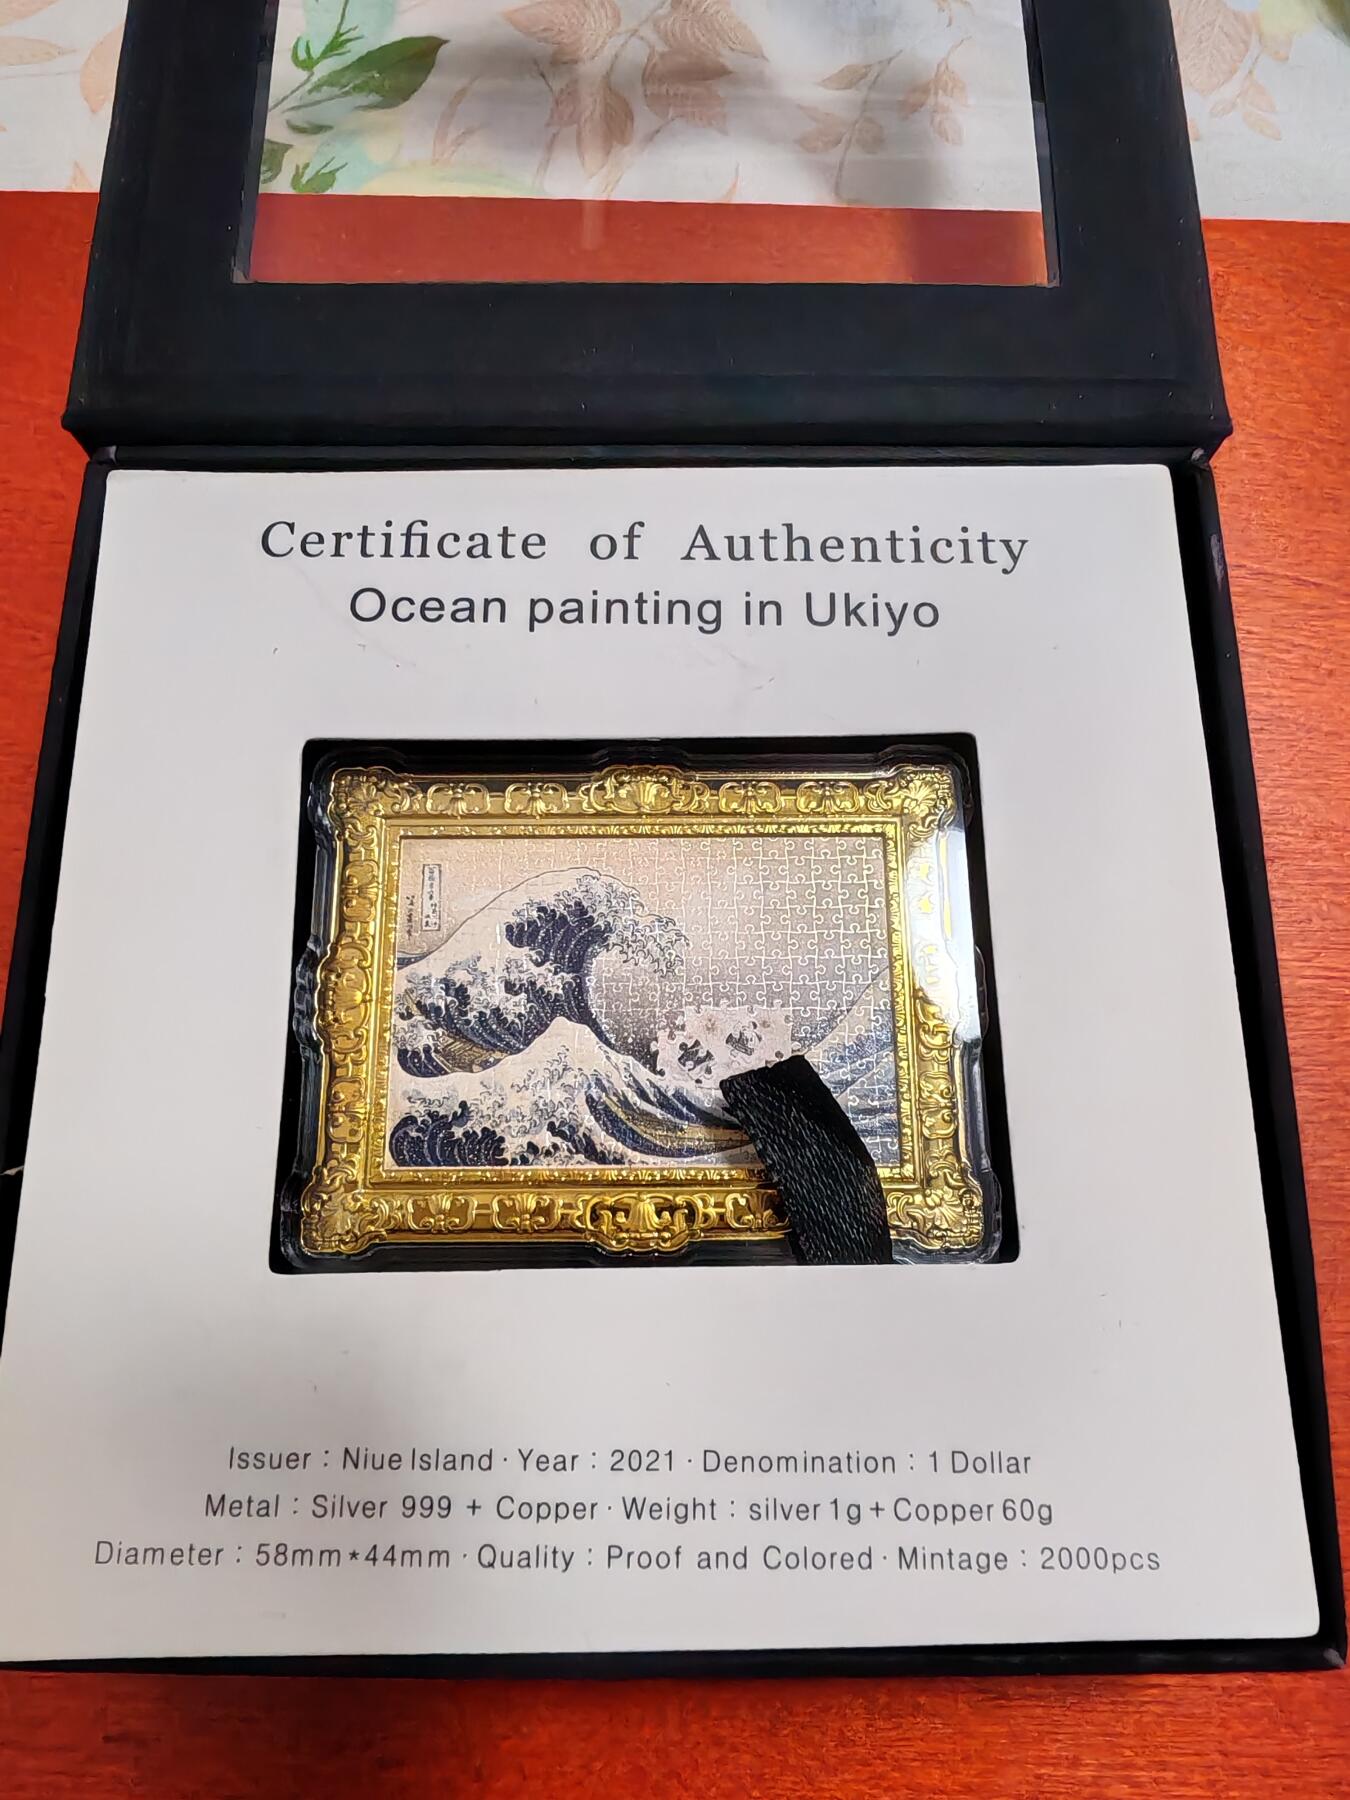 Certificate of Authenticity
Ocean painting in Ukiyo
Issuer : Niue Island · Year : 2021 · Denomination : 1 Dollar
Metal : Silver 999 + Copper · Weight : silver 1g + Copper 60g
Diameter : 58mm*44mm · Quality : Proof and Colored · Mintage : 2000pcs